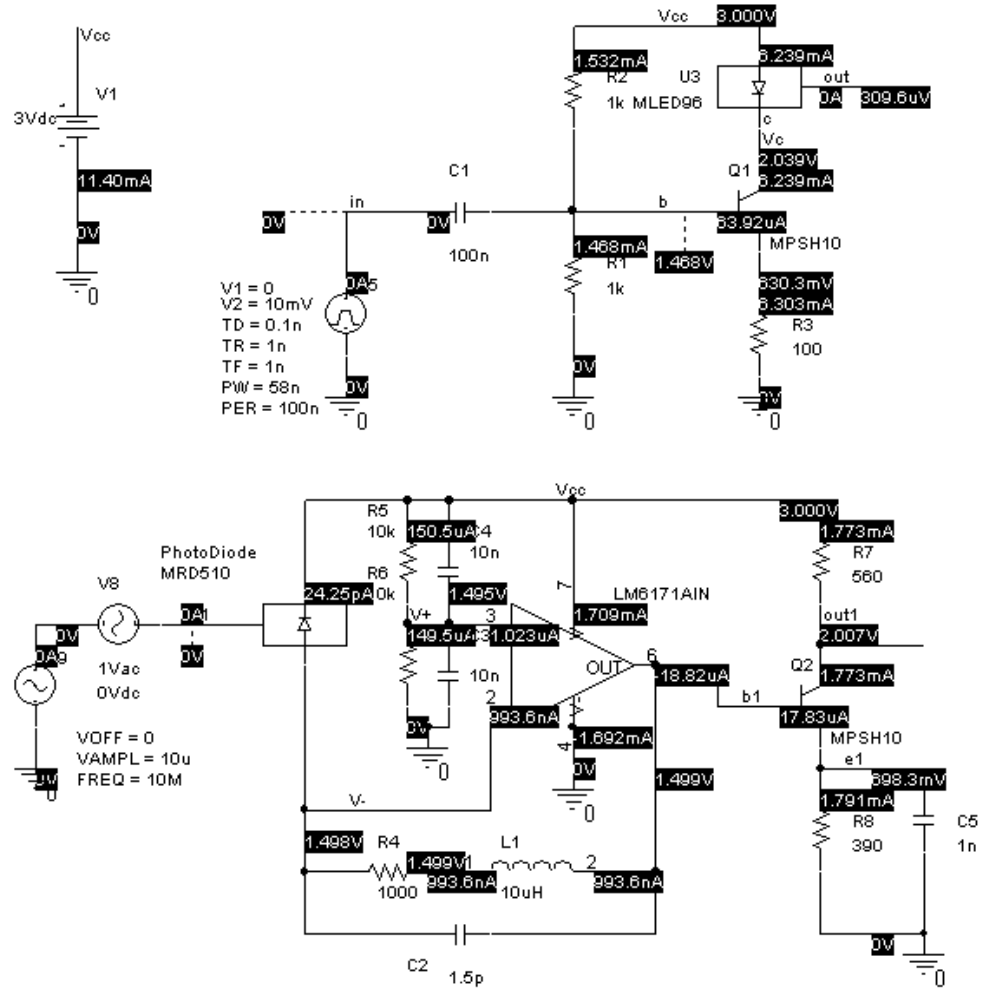 Vcc
V1
3Vdc
11.40mA
0V
0
Vcc
3.000V
1.532mA
R2
1k
6.239mA
U3
MLED96
out
0A
309.6uV
c
Vc
2.039V
6.239mA
Q1
C1
in
b
0V
0V
100n
63.92uA
MPSH10
1.468mA
R1
1k
1.468V
630.3mV
6.303mA
R3
100
V1 = 0
V2 = 10mV
TD = 0.1n
TR = 1n
TF = 1n
PW = 58n
PER = 100n
0V
0
0V
0
0V
0
Vcc
R5
10k
150.5uA
10n
3.000V
1.773mA
R7
560
PhotoDiode
MRD510
R6
V8
24.25pA
1.495V
7
LM6171AIN
V+
3
1.709mA
out1
2.007V
0V
0V
149.5uA
1.023uA
OUT
6
-18.82uA
Q2
1.773mA
1Vac
0Vdc
10n
2
993.6nA
b1
17.83uA
MPSH10
VOFF = 0
VAMPL = 10u
FREQ = 10M
0V
0V
0
4
-1.692mA
0V
0
e1
698.3mV
1.499V
V-
1.791mA
R8
390
C5
1n
1.498V
R4
1000
1.499V
1
993.6nA
L1
10uH
2
993.6nA
C2
1.5p
0V
0